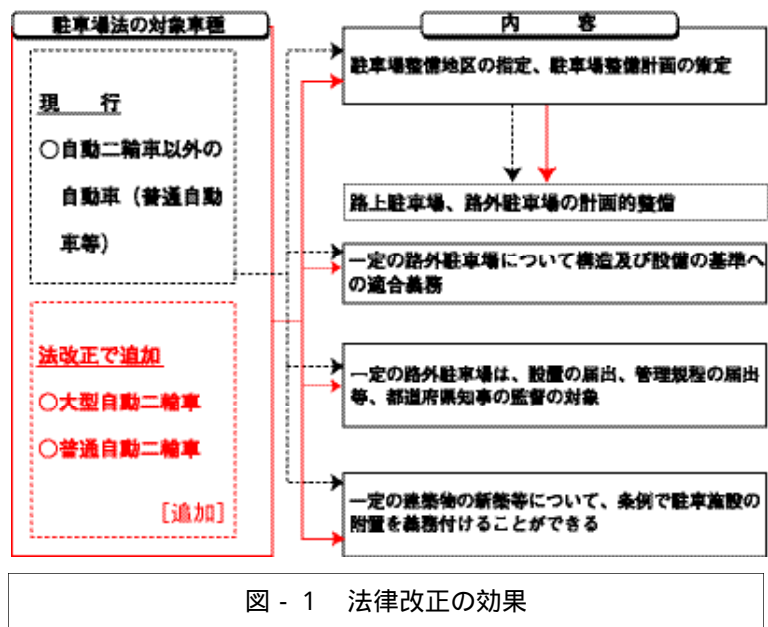 駐車場法の対象車種
現　行
○自動二輪車以外の
自動車（普通自動
車等）
法改正で追加
○大型自動二輪車
○普通自動二輪車
［追加］
内　容
駐車場整備地区の指定、駐車場整備計画の策定
路上駐車場、路外駐車場の計画的整備
一定の路外駐車場について構造及び設備の基準へ
の適合義務
一定の路外駐車場は、設置の届出、管理規程の届出
等、都道府県知事の監督の対象
一定の建築物の新築等について、条例で駐車施設の
附置を義務付けることができる
図 - 1　法律改正の効果